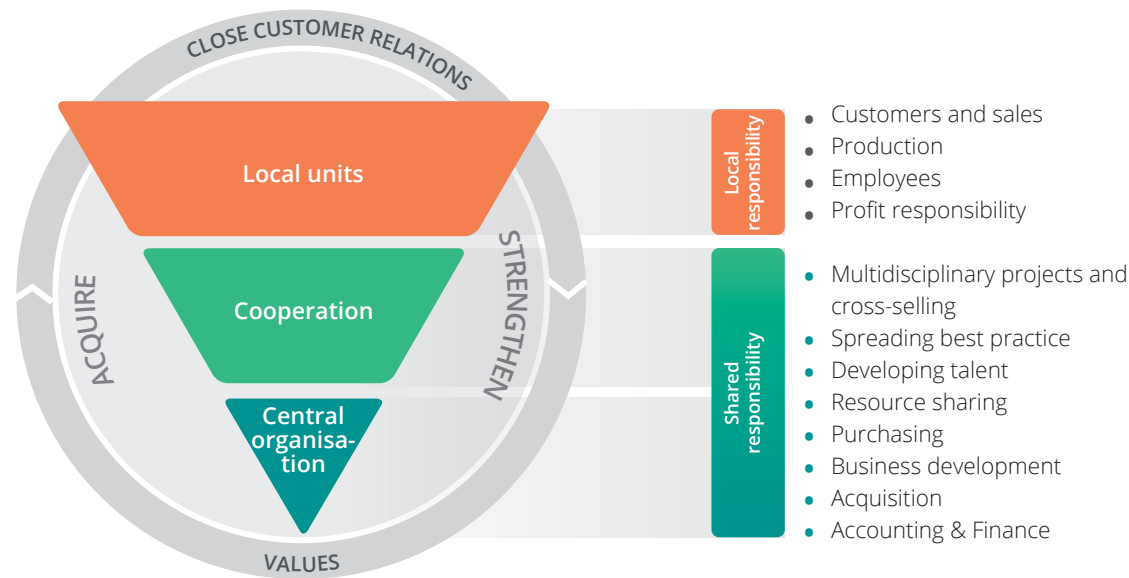 CLOSE CUSTOMER RELATIONS
Local units
Cooperation
Central
organisa-
tion
ACQUIRE
STRENGTHEN
VALUES
Local
responsibility
Customers and sales
Production
Employees
Profit responsibility
Shared
responsibility
Multidisciplinary projects and
cross-selling
Spreading best practice
Developing talent
Resource sharing
Purchasing
Business development
Acquisition
Accounting & Finance